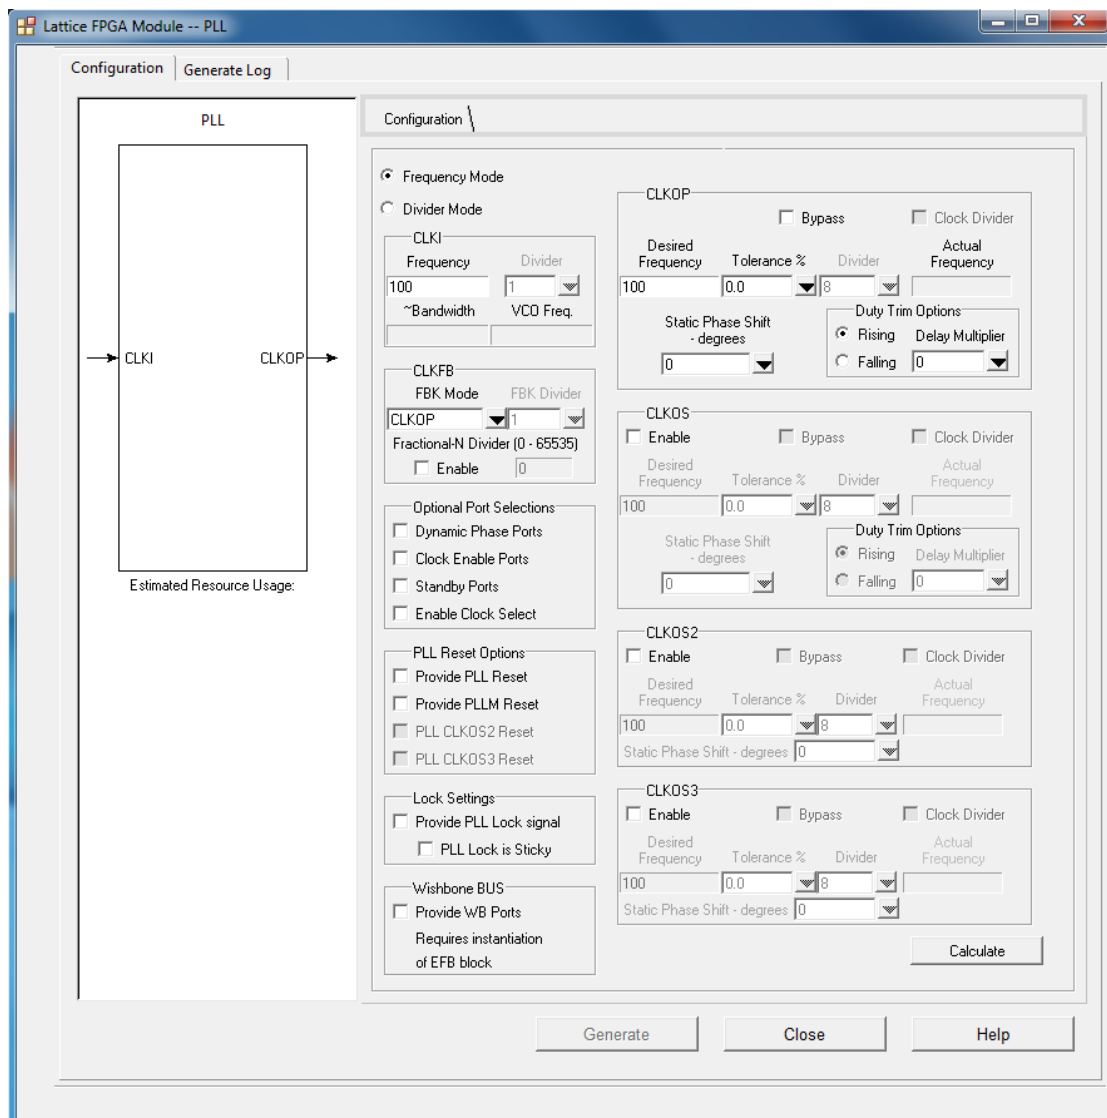 Lattice FPGA Module -- PLL
Configuration
Generate Log
PLL
CLKI
CLKOP
Estimated Resource Usage:
Configuration
Frequency Mode
Divider Mode
CLKI
Frequency
Divider
100
1
~Bandwidth
VCO Freq.
CLKFB
FBK Mode
FBK Divider
CLKOP
1
Fractional-N Divider (0 - 65535)
Enable
0
Optional Port Selections
Dynamic Phase Ports
Clock Enable Ports
Standby Ports
Enable Clock Select
PLL Reset Options
Provide PLL Reset
Provide PLLM Reset
PLL CLKOS2 Reset
PLL CLKOS3 Reset
Lock Settings
Provide PLL Lock signal
PLL Lock is Sticky
Wishbone BUS
Provide WB Ports
Requires instantiation
of EFB block
CLKOP
Bypass
Clock Divider
Desired
Frequency
Tolerance %
Divider
Actual
Frequency
100
0.0
8
Static Phase Shift
- degrees
0
Duty Trim Options
Rising
Delay Multiplier
Falling
0
CLKOS
Enable
Bypass
Clock Divider
Desired
Frequency
Tolerance %
Divider
Actual
Frequency
100
0.0
8
Static Phase Shift
- degrees
0
Duty Trim Options
Rising
Delay Multiplier
Falling
0
CLKOS2
Enable
Bypass
Clock Divider
Desired
Frequency
Tolerance %
Divider
Actual
Frequency
100
0.0
8
Static Phase Shift - degrees
0
CLKOS3
Enable
Bypass
Clock Divider
Desired
Frequency
Tolerance %
Divider
Actual
Frequency
100
0.0
8
Static Phase Shift - degrees
0
Calculate
Generate
Close
Help